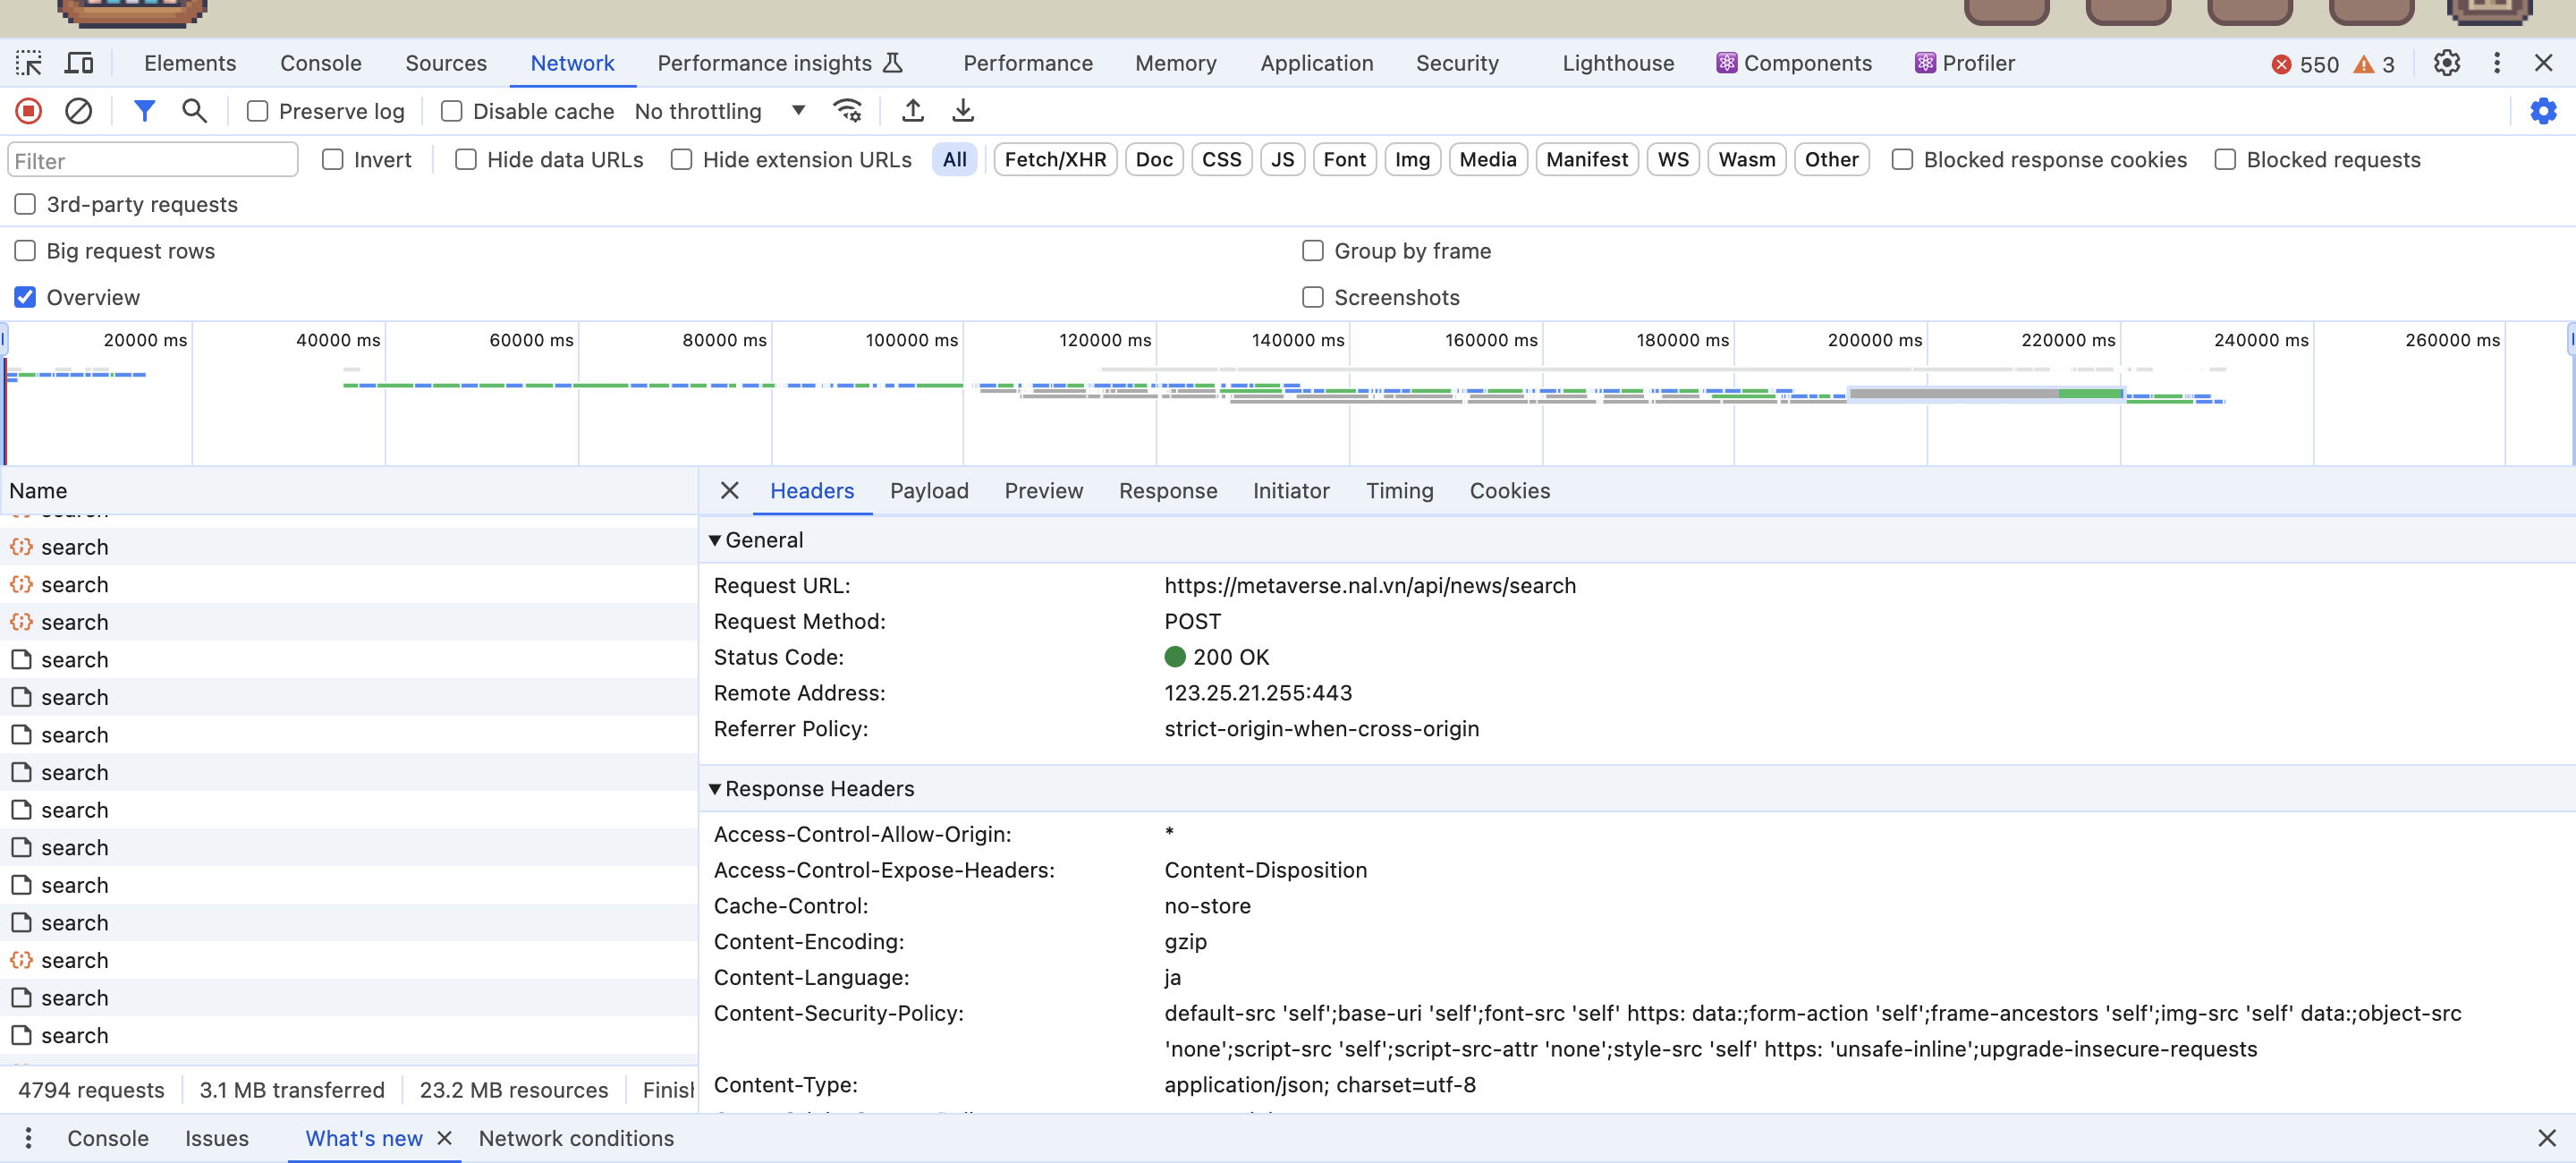 Elements Console Sources Network Performance insights Performance Memory Application Security Lighthouse Components Profiler 550 3
Preserve log Disable cache No throttling
Filter Invert Hide data URLs Hide extension URLs All Fetch/XHR Doc CSS JS Font Img Media Manifest WS Wasm Other Blocked response cookies Blocked requests
3rd-party requests
Big request rows Group by frame
Overview Screenshots
20000 ms 40000 ms 60000 ms 80000 ms 100000 ms 120000 ms 140000 ms 160000 ms 180000 ms 200000 ms 220000 ms 240000 ms 260000 ms
Name
search
search
search
search
search
search
search
search
search
search
search
search
search
search
4794 requests 3.1 MB transferred 23.2 MB resources
Headers Payload Preview Response Initiator Timing Cookies
General
Request URL: https://metaverse.nal.vn/api/news/search
Request Method: POST
Status Code: 200 OK
Remote Address: 123.25.21.255:443
Referrer Policy: strict-origin-when-cross-origin
Response Headers
Access-Control-Allow-Origin: *
Access-Control-Expose-Headers: Content-Disposition
Cache-Control: no-store
Content-Encoding: gzip
Content-Language: ja
Content-Security-Policy: default-src 'self';base-uri 'self';font-src 'self' https: data:;form-action 'self';frame-ancestors 'self';img-src 'self' data:;object-src
'none';script-src 'self';script-src-attr 'none';style-src 'self' https: 'unsafe-inline';upgrade-insecure-requests
Content-Type: application/json; charset=utf-8
Console Issues What's new Network conditions